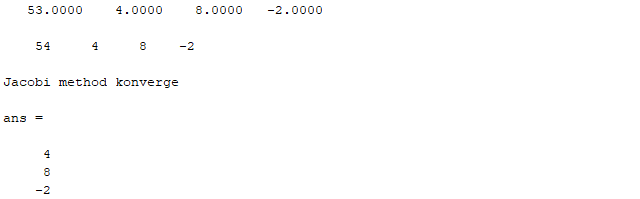 53.0000 4.0000 8.0000 -2.0000
54 4 8 -2
Jacobi method konverge
ans =
4
8
-2